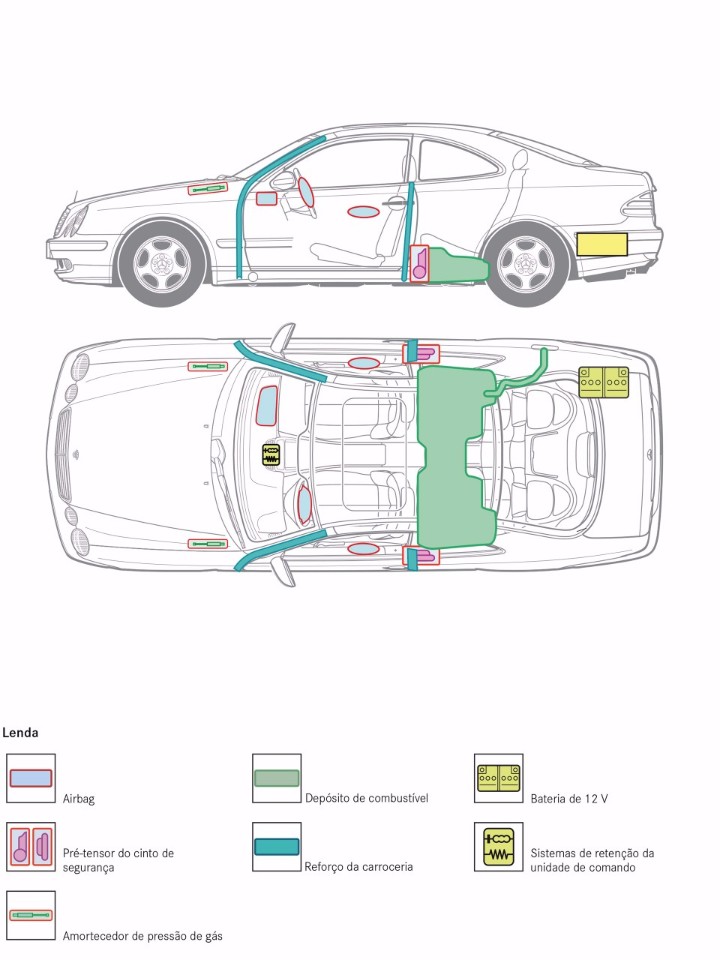 Lenda
Airbag
Depósito de combustível
Bateria de 12 V
Pré-tensor do cinto de
segurança
Reforço da carroceria
Sistemas de retenção da
unidade de comando
Amortecedor de pressão de gás